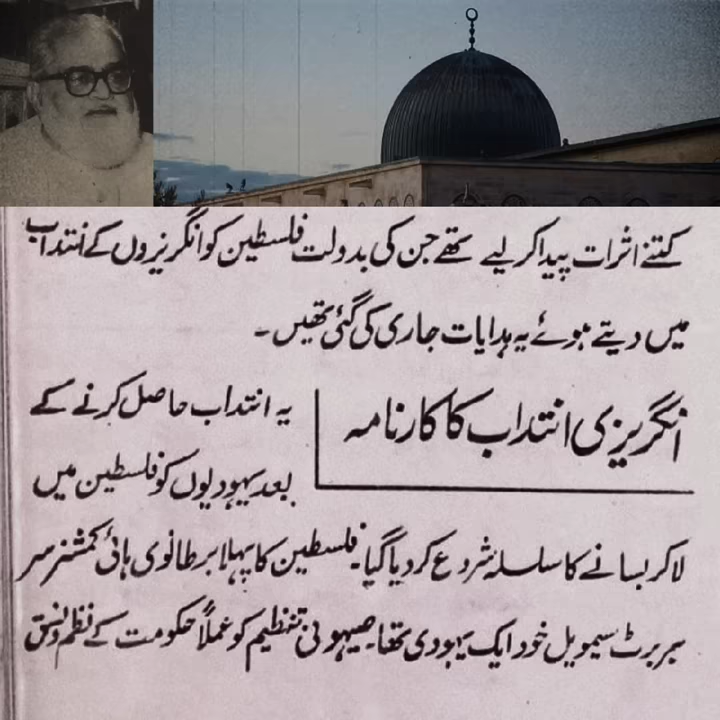 کتنے اثرات پیدا کر لیے تھے جن کی بدولت فلسطین کو انگریزوں کے انتداب
میں دیتے ہوئے یہ ہدایات جاری کی گئی تھیں۔
انگریزی انتداب کا کارنامہ
یہ انتداب حاصل کرنے کے
بعد یہودیوں کو فلسطین میں
لا کر بسانے کا سلسلہ شروع کر دیا گیا۔ فلسطین کا پہلا برطانوی ہائی کمشنر سر
ہربرٹ سیمویل خود ایک یہودی تھا۔ صیہونی تنظیم کو عملاً حکومت کے نظم و نسق